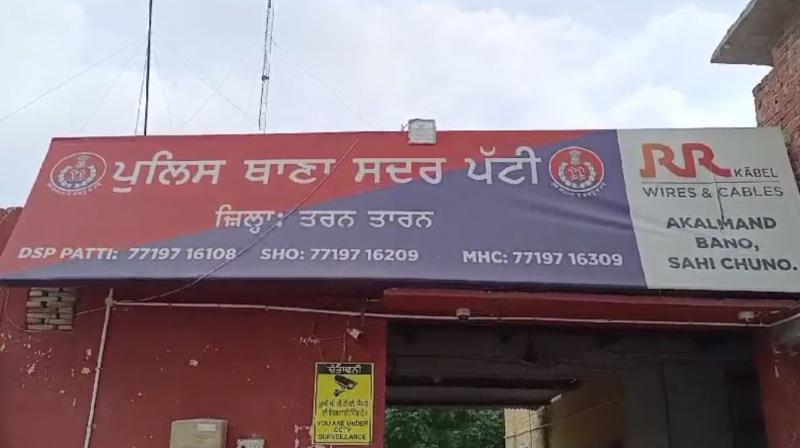 ਪੁਲਿਸ ਥਾਣਾ ਸਦਰ ਪੱਟੀ
ਜ਼ਿਲ੍ਹਾ: ਤਰਨ ਤਾਰਨ
DSP PATTI: 77197 16108 SHO: 77197 16209 MHC: 77197 16309
RR KĀBEL
WIRES & CABLES
AKALMAND
BANO,
SAHI CHUNO.
ਚੇਤਾਵਨੀ
YOU ARE UNDER
CCTV
SURVEILLANCE